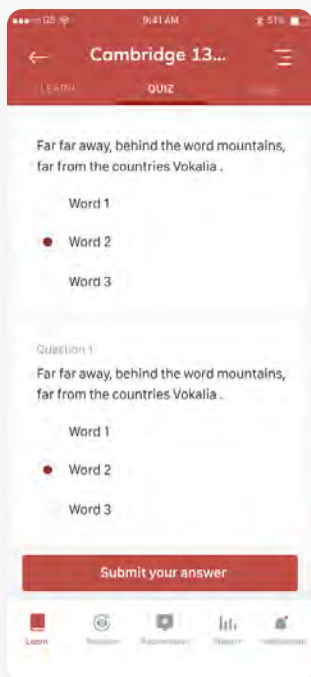 9:41 AM
51%
Cambridge 13...
LEARN
QUIZ
Far far away, behind the word mountains,
far from the countries Vokalia .
Word 1
Word 2
Word 3
Question 1
Far far away, behind the word mountains,
far from the countries Vokalia .
Word 1
Word 2
Word 3
Submit your answer
Learn